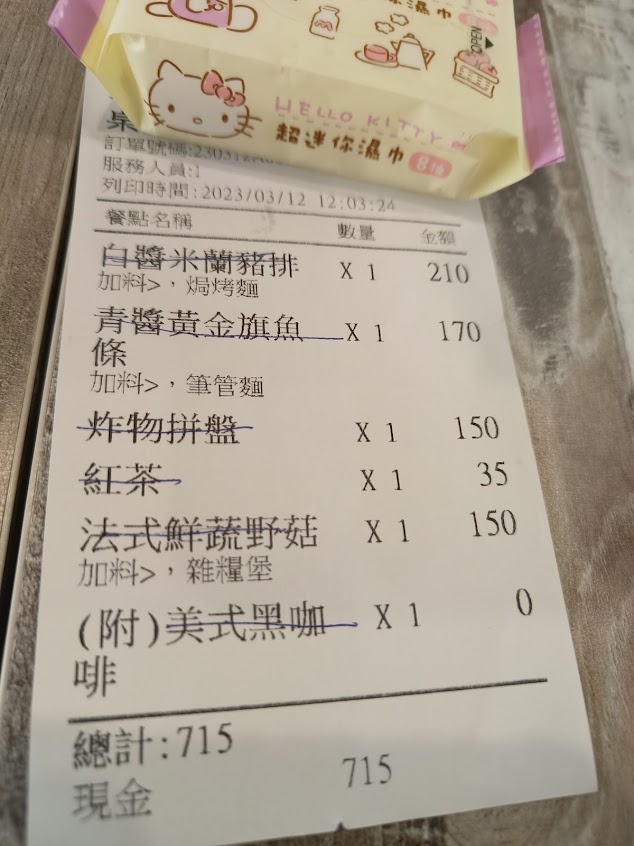 OPEN
HELLO KITTY
超迷你濕巾 8抽
訂單號碼:230312
服務人員:1
列印時間:2023/03/12 12:03:24
餐點名稱 數量 金額
白醬米蘭豬排 X 1 210
加料>,焗烤麵
青醬黃金旗魚 X 1 170
條
加料>,筆管麵
炸物拼盤 X 1 150
紅茶 X 1 35
法式鮮蔬野菇 X 1 150
加料>,雜糧堡
(附)美式黑咖 X 1 0
啡
總計:715
現金 715